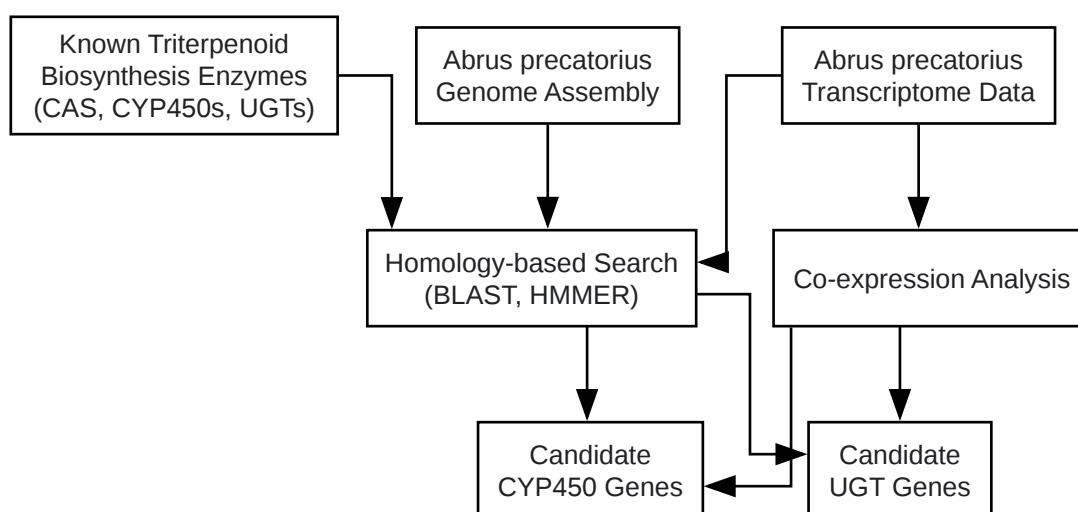 Known Triterpenoid
Biosynthesis Enzymes
(CAS, CYP450s, UGTs)
Abrus precatorius
Genome Assembly
Abrus precatorius
Transcriptome Data
Homology-based Search
(BLAST, HMMER)
Co-expression Analysis
Candidate
CYP450 Genes
Candidate
UGT Genes